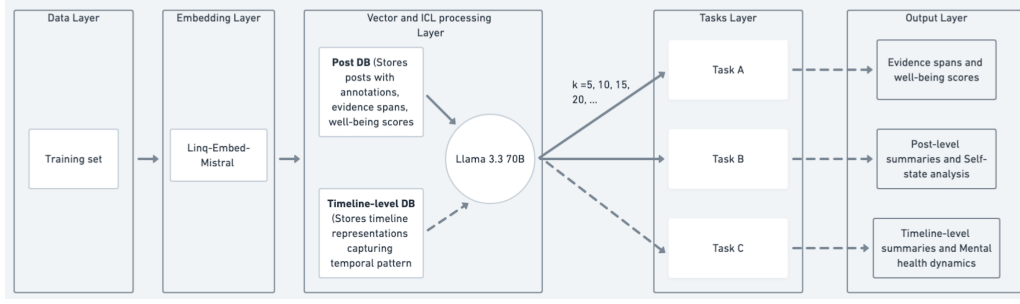 Data Layer
Embedding Layer
Vector and ICL processing
Layer
Tasks Layer
Output Layer
Training set
Linq-Embed-
Mistral
Post DB (Stores
posts with
annotations,
evidence spans,
well-being scores
Timeline-level DB
(Stores timeline
representations
capturing
temporal pattern
Llama 3.3 70B
k =5, 10, 15,
20, ...
Task A
Task B
Task C
Evidence spans and
well-being scores
Post-level
summaries and Self-
state analysis
Timeline-level
summaries and Mental
health dynamics